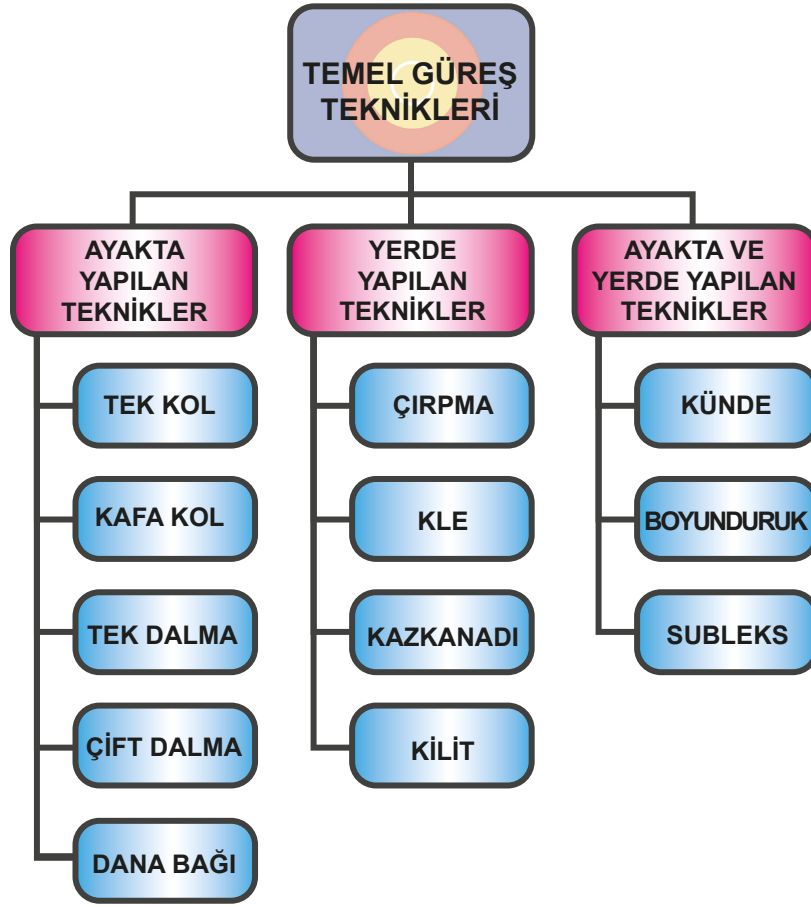 TEMEL GÜREŞ
TEKNİKLERİ
AYAKTA
YAPILAN
TEKNİKLER
TEK KOL
KAFA KOL
TEK DALMA
ÇİFT DALMA
DANA BAĞI
YERDE
YAPILAN
TEKNİKLER
ÇIRPMA
KLE
KAZKANADI
KİLİT
AYAKTA VE
YERDE YAPILAN
TEKNİKLER
KÜNDE
BOYUNDURUK
SUBLEKS